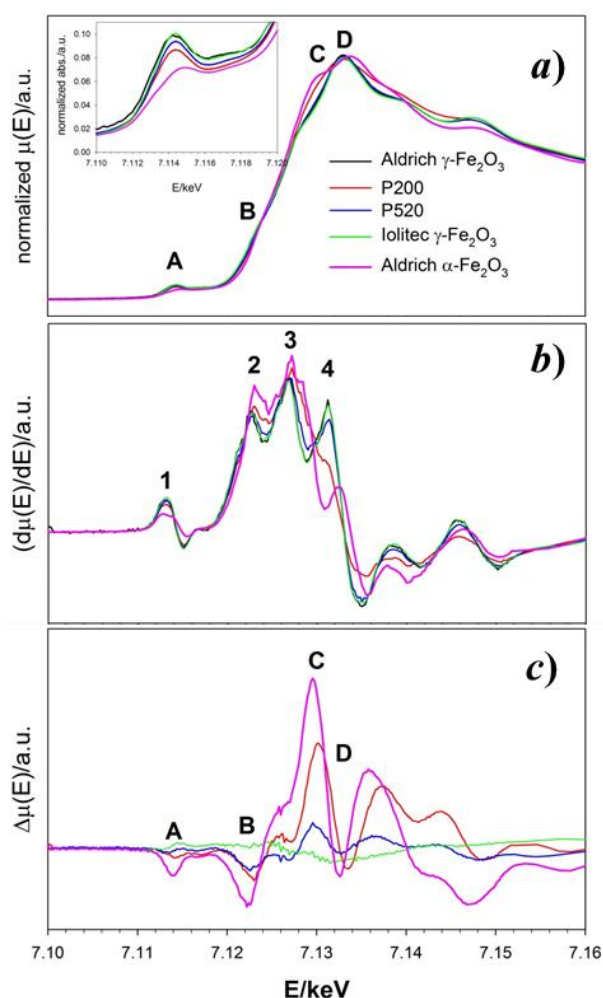 normalized μ(E)/a.u.
normalized abs./a.u.
0.10
0.08
0.06
0.04
0.02
0.00
7.110 7.112 7.114 7.116 7.118 7.120
E/keV
A
B
C
D
a)
Aldrich γ-Fe₂O₃
P200
P520
Iolitec γ-Fe₂O₃
Aldrich α-Fe₂O₃
(dμ(E)/dE)/a.u.
1
2
3
4
b)
Δμ(E)/a.u.
A
B
C
D
c)
7.10 7.11 7.12 7.13 7.14 7.15 7.16
E/keV